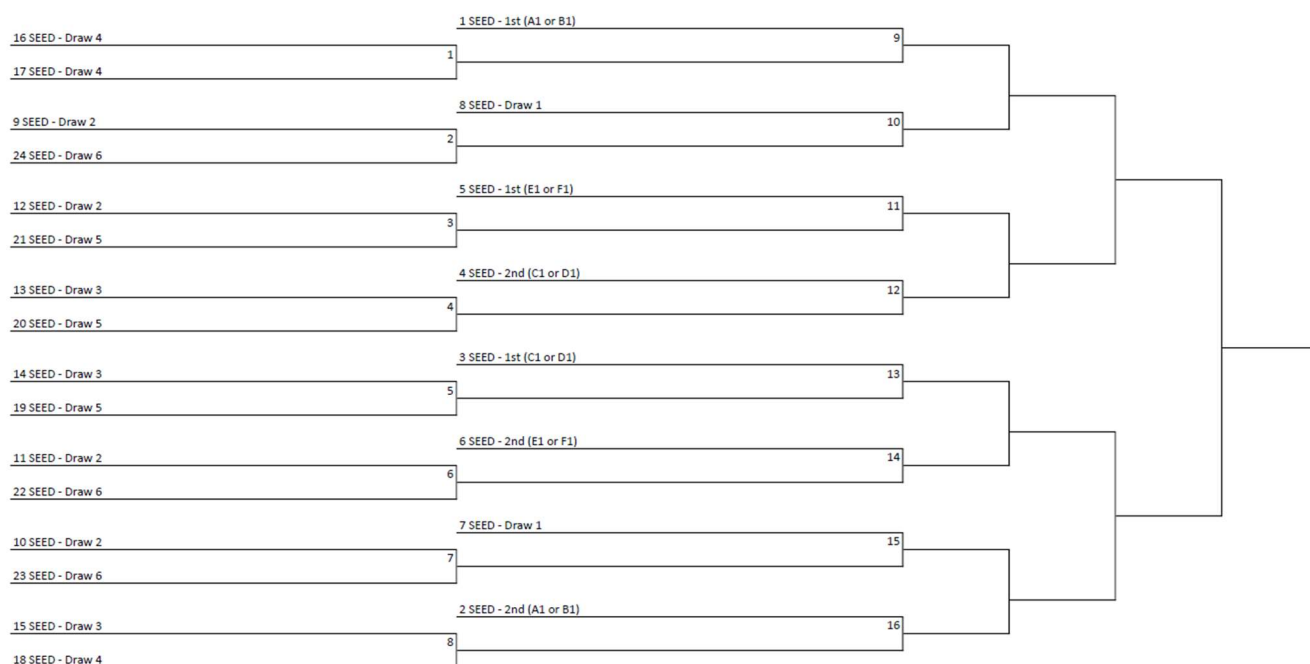 1 SEED - 1st (A1 or B1)
16 SEED - Draw 4
9
1
17 SEED - Draw 4
8 SEED - Draw 1
9 SEED - Draw 2
10
2
24 SEED - Draw 6
5 SEED - 1st (E1 or F1)
12 SEED - Draw 2
11
3
21 SEED - Draw 5
4 SEED - 2nd (C1 or D1)
13 SEED - Draw 3
12
4
20 SEED - Draw 5
3 SEED - 1st (C1 or D1)
14 SEED - Draw 3
13
5
19 SEED - Draw 5
6 SEED - 2nd (E1 or F1)
11 SEED - Draw 2
14
6
22 SEED - Draw 6
7 SEED - Draw 1
10 SEED - Draw 2
15
7
23 SEED - Draw 6
2 SEED - 2nd (A1 or B1)
15 SEED - Draw 3
16
8
18 SEED - Draw 4